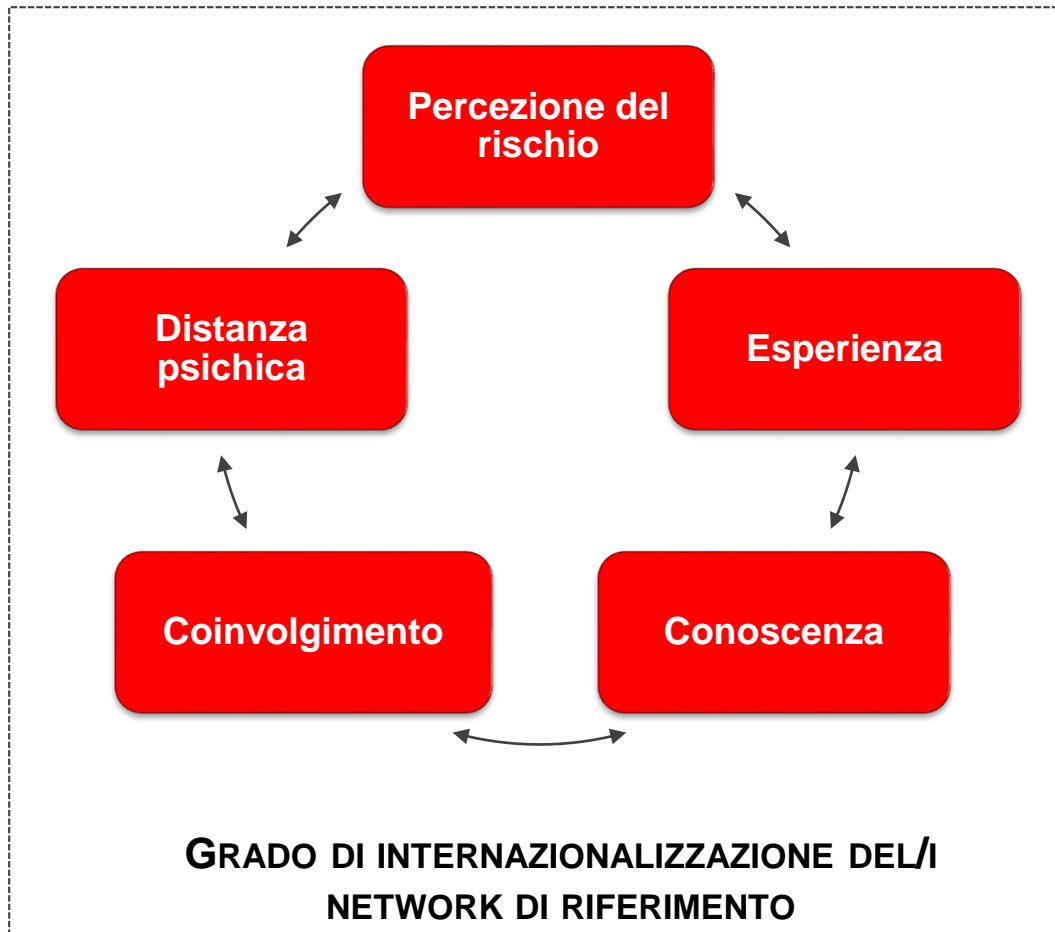 Percezione del
rischio
Distanza
psichica
Esperienza
Coinvolgimento
Conoscenza
GRADO DI INTERNAZIONALIZZAZIONE DEL/I
NETWORK DI RIFERIMENTO